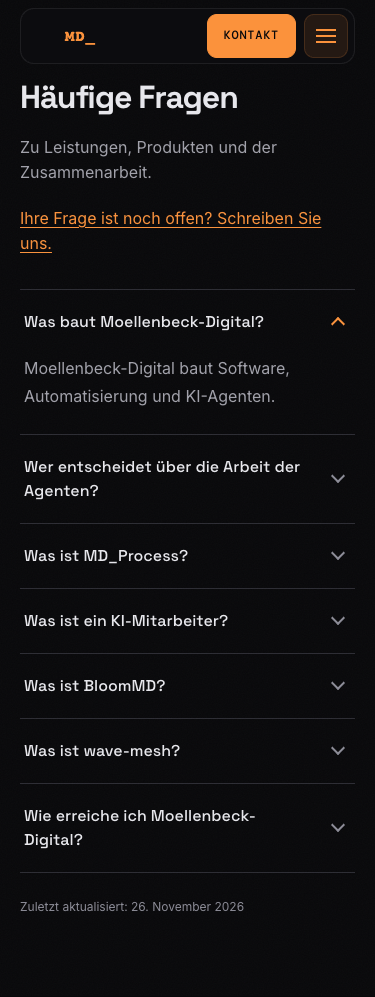 MD_
KONTAKT
Häufige Fragen
Zu Leistungen, Produkten und der
Zusammenarbeit.
Ihre Frage ist noch offen? Schreiben Sie
uns.
Was baut Moellenbeck-Digital?
Moellenbeck-Digital baut Software,
Automatisierung und KI-Agenten.
Wer entscheidet über die Arbeit der
Agenten?
Was ist MD_Process?
Was ist ein KI-Mitarbeiter?
Was ist BloomMD?
Was ist wave-mesh?
Wie erreiche ich Moellenbeck-
Digital?
Zuletzt aktualisiert: 26. November 2026